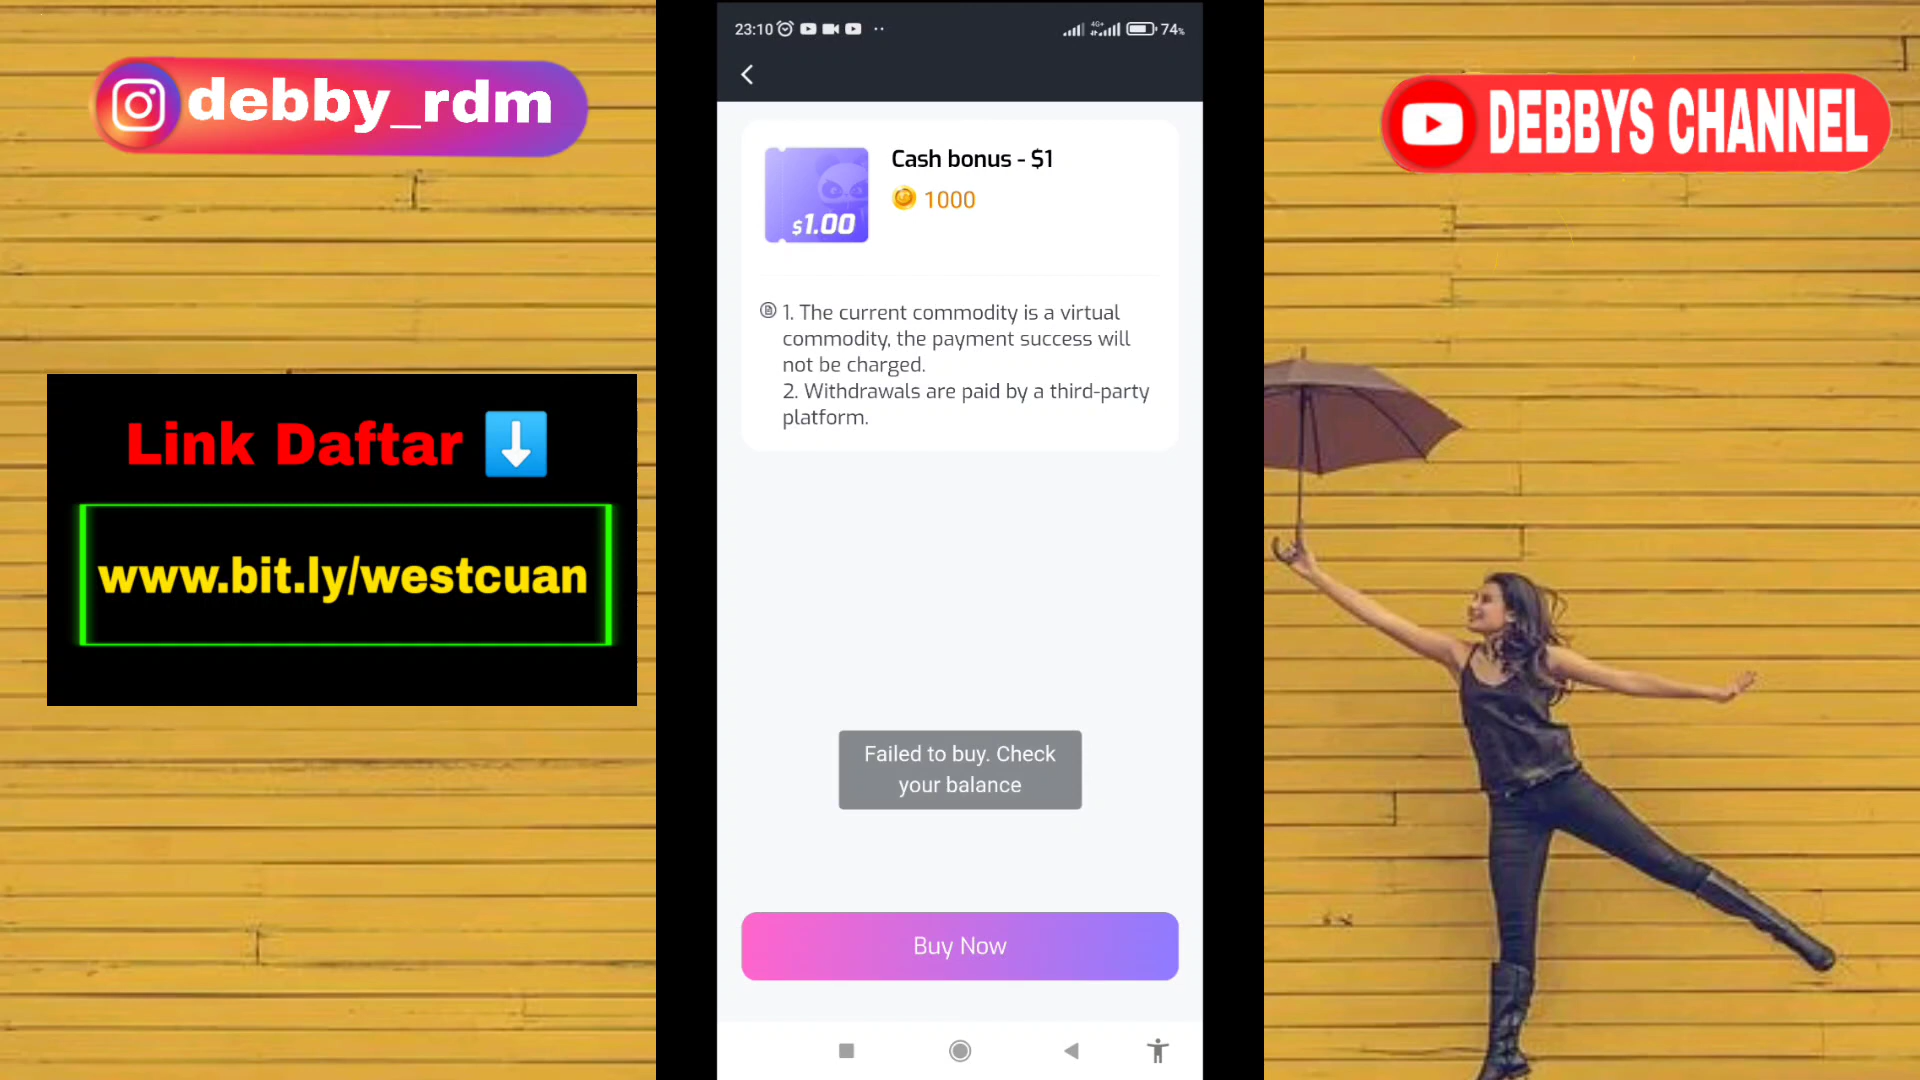 debby_rdm
Link Daftar
www.bit.ly/westcuan
23:10
4G+
74%
Cash bonus - $1
1000
$1.00
1. The current commodity is a virtual
commodity, the payment success will
not be charged.
2. Withdrawals are paid by a third-party
platform.
Failed to buy. Check
your balance
Buy Now
DEBBYS CHANNEL